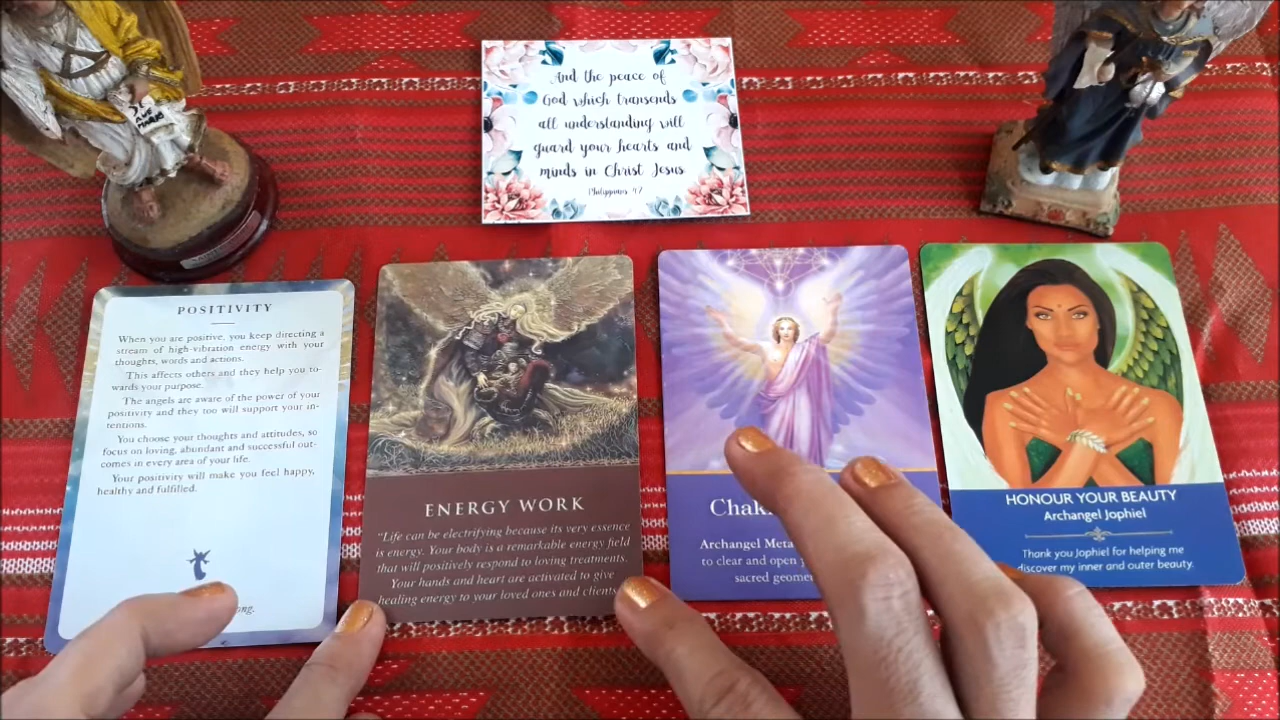 AVE
MARIA
And the peace of
God which transcends
all understanding will
guard your hearts and
minds in Christ Jesus
Philippians 4:7
POSITIVITY
When you are positive, you keep directing a
stream of high-vibration energy with your
thoughts, words and actions.
This affects others and they help you to-
wards your purpose.
The angels are aware of the power of your
positivity and they too will support your in-
tentions.
You choose your thoughts and attitudes, so
focus on loving, abundant and successful out-
comes in every area of your life.
Your positivity will make you feel happy,
healthy and fulfilled.
ENERGY WORK
"Life can be electrifying because its very essence
is energy. Your body is a remarkable energy field
that will positively respond to loving treatments.
Your hands and heart are activated to give
healing energy to your loved ones and clients
Archangel
to clear and open
sacred
HONOUR YOUR BEAUTY
Archangel Jophiel
Thank you Jophiel for helping me
discover my inner and outer beauty.